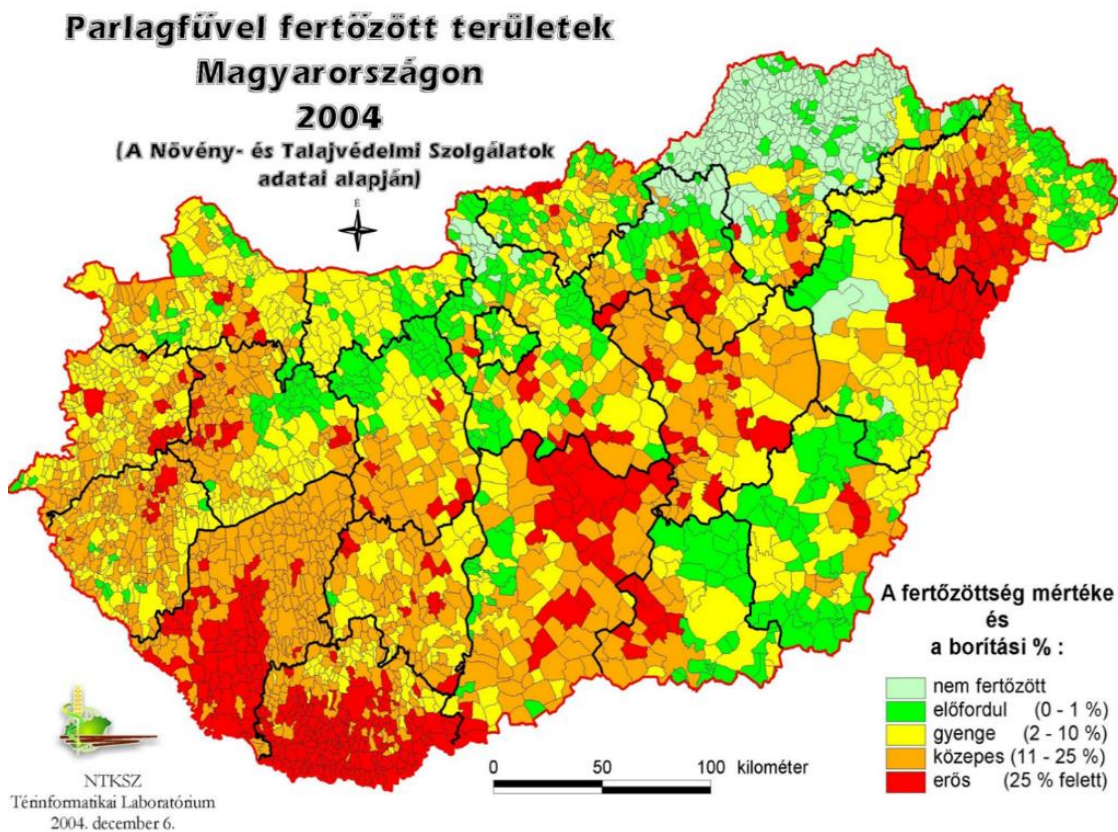 Parlagfűvel fertőzött területek
Magyarországon
2004
(A Növény- és Talajvédelmi Szolgálatok
adatai alapján)
É
A fertőzöttség mértéke
és
a borítási % :
nem fertőzött
előfordul (0 - 1 %)
gyenge (2 - 10 %)
közepes (11 - 25 %)
erős (25 % felett)
0 50 100 kilométer
NTKSZ
Térinformatikai Laboratórium
2004. december 6.